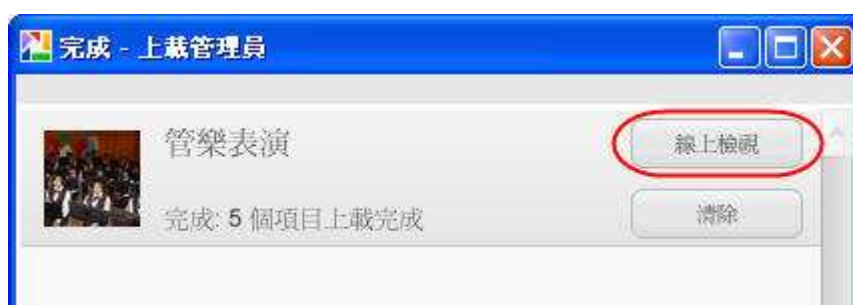 完成 - 上載管理員
管樂表演
線上檢視
完成: 5 個項目上載完成
清除